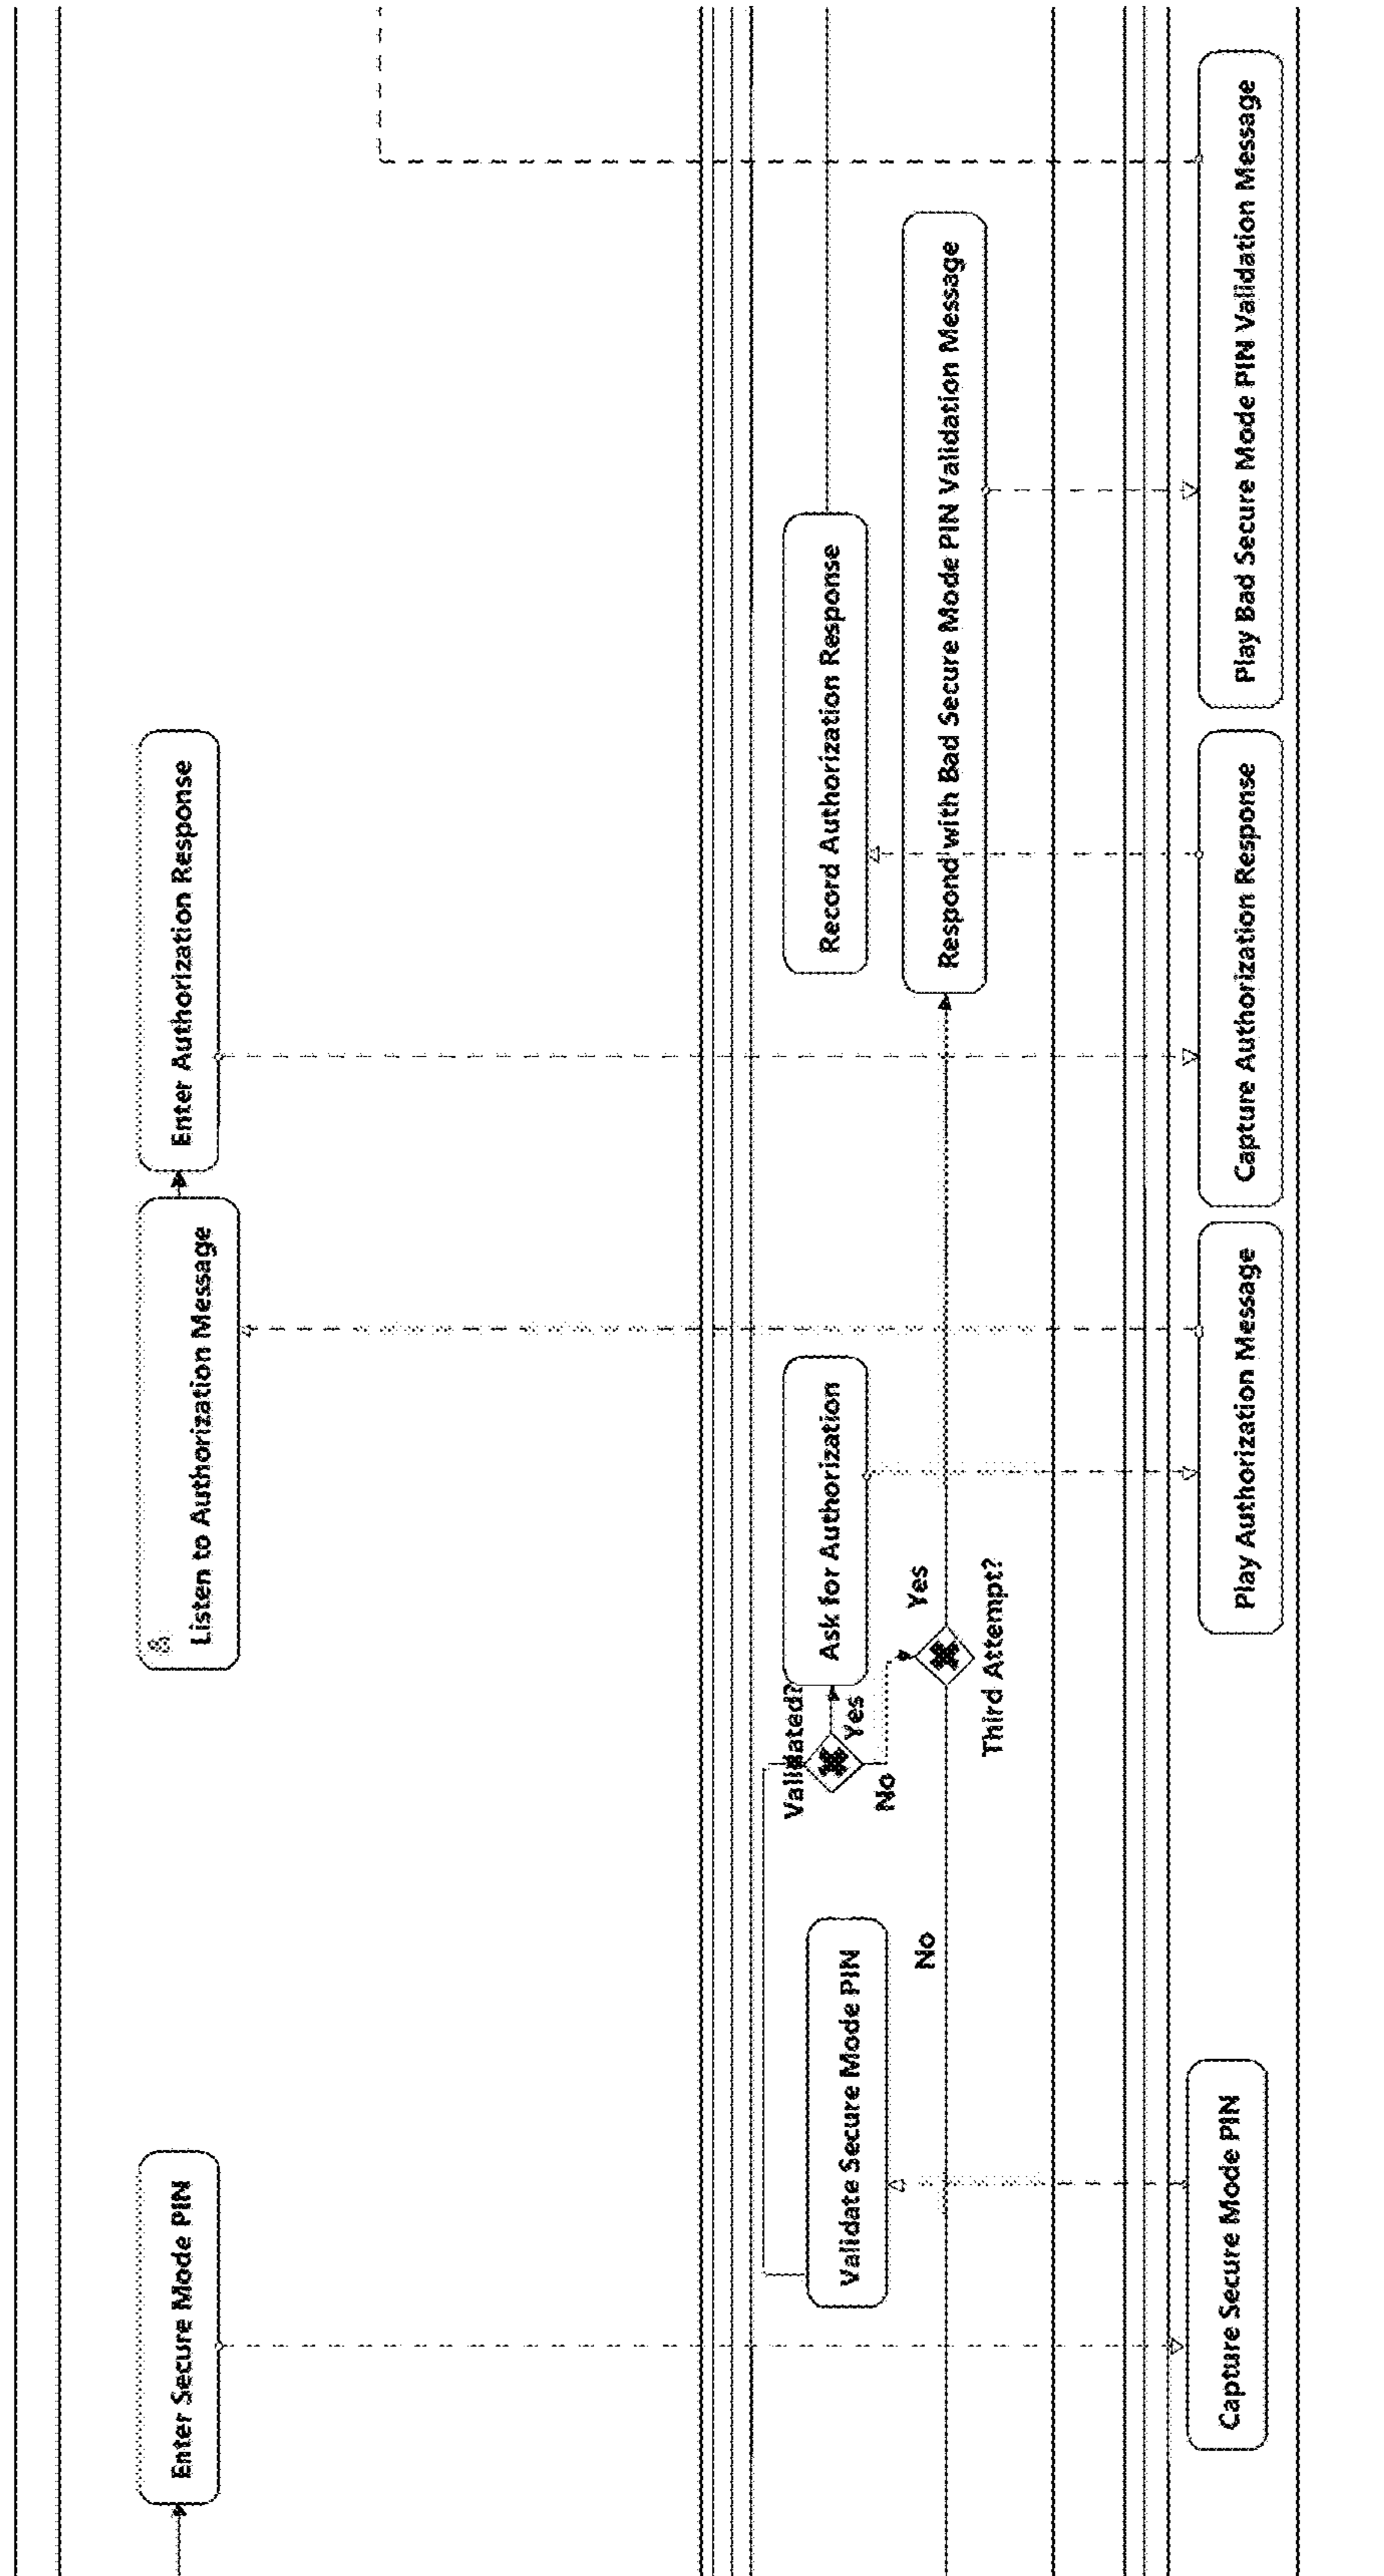 Enter Secure Mode PIN
Listen to Authorization Message
Enter Authorization Response
Validate Secure Mode PIN
Validated?
Yes
No
Ask for Authorization
Record Authorization Response
No
Third Attempt?
Yes
Respond with Bad Secure Mode PIN Validation Message
Capture Secure Mode PIN
Play Authorization Message
Capture Authorization Response
Play Bad Secure Mode PIN Validation Message